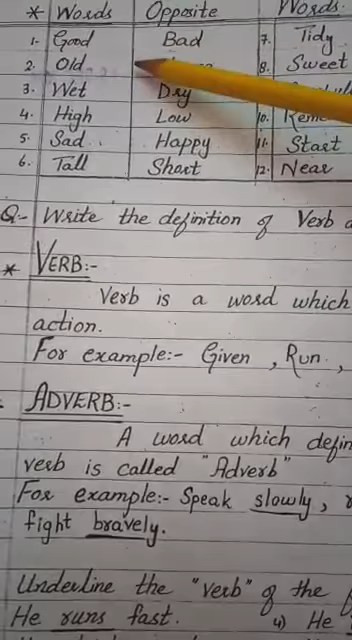 * Words Opposite Words
1- Good Bad 7. Tidy
2. Old 8. Sweet
3. Wet Dry
4. High Low 10.
5. Sad Happy 11. Start
6. Tall Short 12. Near
Q:- Write the definition of Verb
* VERB:-
Verb is a word which
action.
For example:- Given , Run ,
ADVERB:-
A word which
verb is called "Adverb"
For example:- Speak slowly,
fight bravely.
Underline the "verb" of the
He runs fast. 4) He